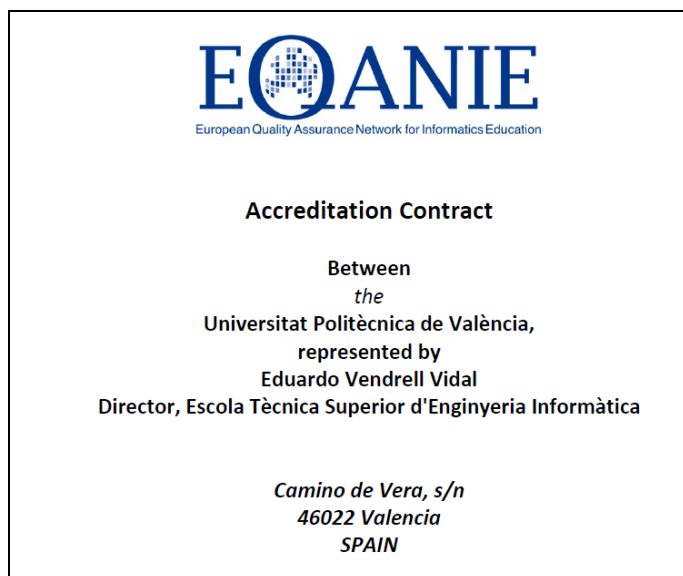 EQANIE
European Quality Assurance Network for Informatics Education
Accreditation Contract
Between
the
Universitat Politècnica de València,
represented by
Eduardo Vendrell Vidal
Director, Escola Tècnica Superior d'Enginyeria Informàtica
Camino de Vera, s/n
46022 Valencia
SPAIN